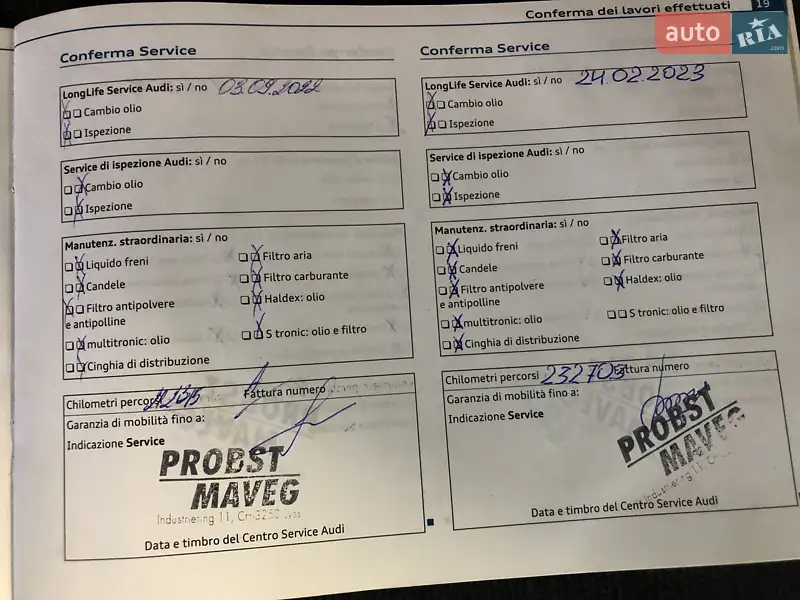 Conferma dei lavori effettuati 19
auto RIA .com
Conferma Service
LongLife Service Audi: sì / no 03.09.2022
Cambio olio
Ispezione
Service di ispezione Audi: sì / no
Cambio olio
Ispezione
Manutenz. straordinaria: sì / no
Liquido freni
Filtro aria
Candele
Filtro carburante
Filtro antipolvere
e antipolline
Haldex: olio
multitronic: olio
S tronic: olio e filtro
Cinghia di distribuzione
Chilometri percorsi
Fattura numero
Garanzia di mobilità fino a:
Indicazione Service
PROBST
MAVEG
Industriering 11,
Data e timbro del Centro Service Audi
Conferma Service
LongLife Service Audi: sì / no 24.02.2023
Cambio olio
Ispezione
Service di ispezione Audi: sì / no
Cambio olio
Ispezione
Manutenz. straordinaria: sì / no
Liquido freni
Filtro aria
Candele
Filtro carburante
Filtro antipolvere
e antipolline
Haldex: olio
multitronic: olio
S tronic: olio e filtro
Cinghia di distribuzione
Chilometri percorsi 232705
Fattura numero
Garanzia di mobilità fino a:
Indicazione Service
PROBST
MAVEG
Industriering 11,
Data e timbro del Centro Service Audi